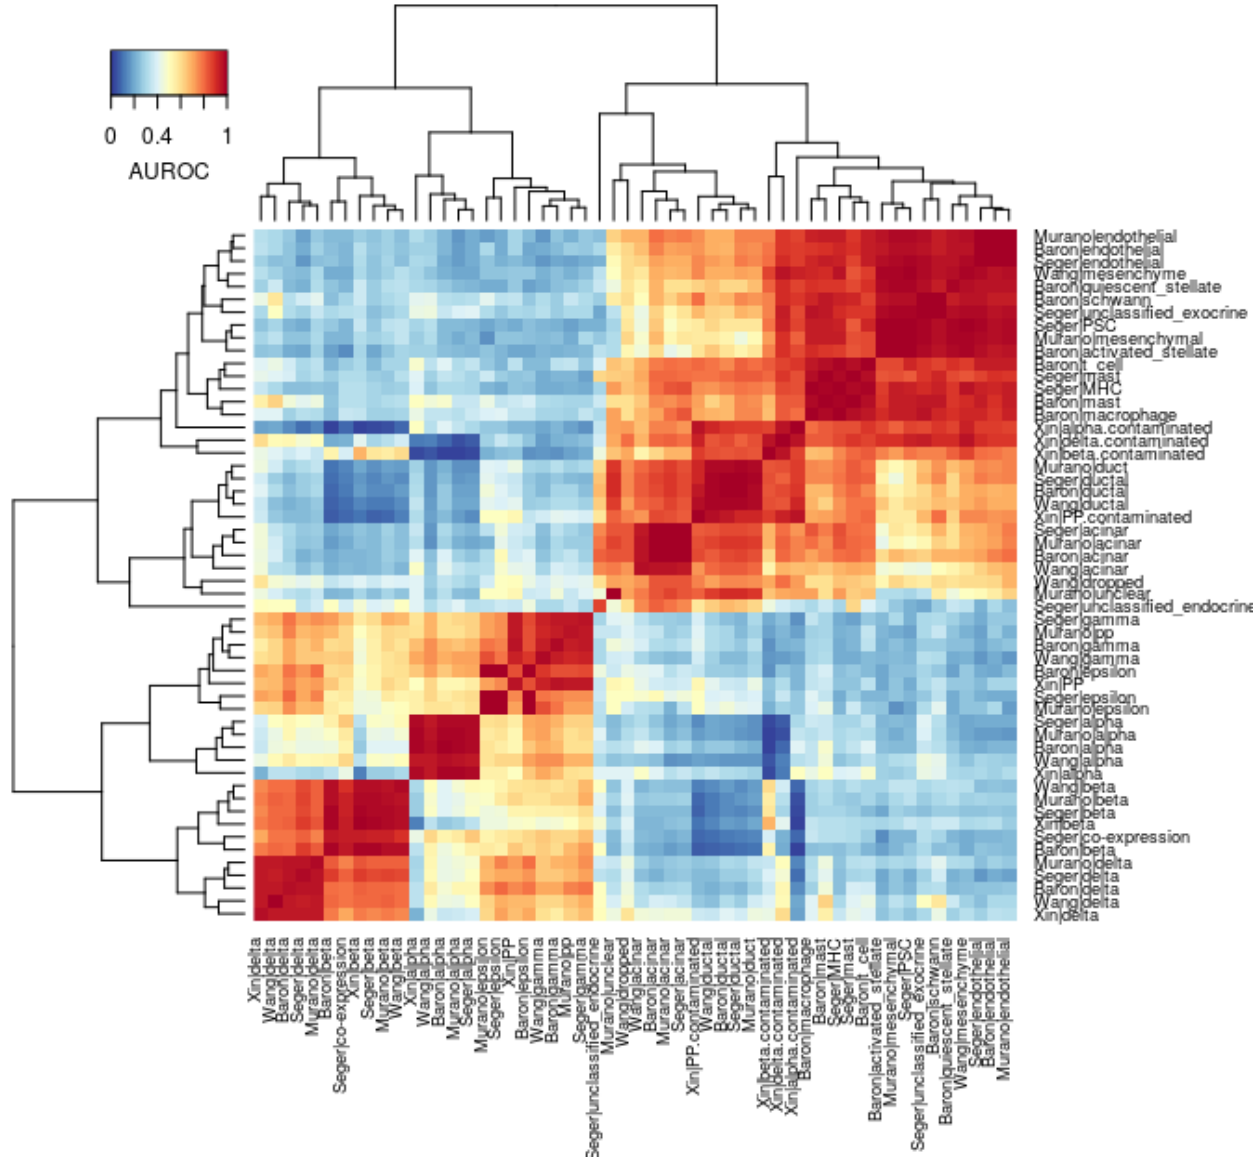 0 0.4 1
AUROC
Murano|endothelial
Baron|endothelial
Seger|endothelial
Wang|mesenchyme
Baron|quiescent_stellate
Baron|schwann
Seger|unclassified_exocrine
Seger|PSC
Murano|mesenchymal
Baron|activated_stellate
Baron|t_cell
Seger|mast
Seger|MHC
Baron|mast
Baron|macrophage
Xin|alpha.contaminated
Xin|delta.contaminated
Xin|beta.contaminated
Murano|duct
Seger|ductal
Baron|ductal
Wang|ductal
Xin|PP.contaminated
Seger|acinar
Murano|acinar
Baron|acinar
Wang|acinar
Wang|dropped
Murano|unclear
Seger|unclassified_endocrine
Seger|gamma
Murano|pp
Baron|gamma
Wang|gamma
Baron|epsilon
Xin|PP
Seger|epsilon
Murano|epsilon
Seger|alpha
Murano|alpha
Baron|alpha
Wang|alpha
Xin|alpha
Wang|beta
Murano|beta
Seger|beta
Xin|beta
Seger|co-expression
Baron|beta
Murano|delta
Seger|delta
Baron|delta
Wang|delta
Xin|delta
Xin|delta
Wang|delta
Baron|delta
Seger|delta
Murano|delta
Baron|beta
Seger|co-expression
Xin|beta
Seger|beta
Murano|beta
Wang|beta
Xin|alpha
Wang|alpha
Baron|alpha
Murano|alpha
Seger|alpha
Murano|epsilon
Seger|epsilon
Xin|PP
Baron|epsilon
Wang|gamma
Baron|gamma
Murano|pp
Seger|gamma
Seger|unclassified_endocrine
Murano|unclear
Wang|dropped
Wang|acinar
Baron|acinar
Murano|acinar
Seger|acinar
Xin|PP.contaminated
Wang|ductal
Baron|ductal
Seger|ductal
Murano|duct
Xin|beta.contaminated
Xin|delta.contaminated
Xin|alpha.contaminated
Baron|macrophage
Baron|mast
Seger|MHC
Seger|mast
Baron|t_cell
Baron|activated_stellate
Murano|mesenchymal
Seger|PSC
Seger|unclassified_exocrine
Baron|schwann
Baron|quiescent_stellate
Wang|mesenchyme
Seger|endothelial
Baron|endothelial
Murano|endothelial